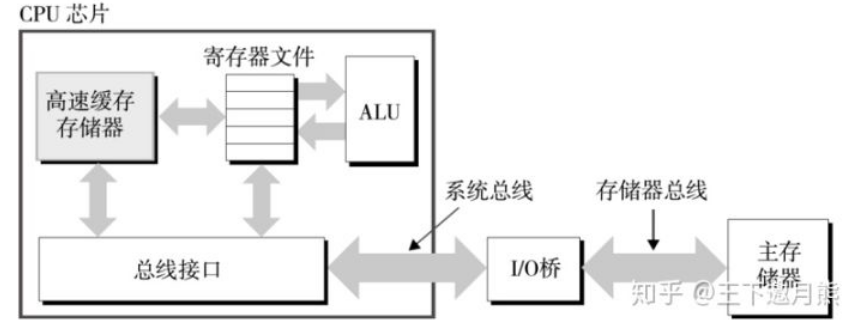 CPU 芯片
寄存器文件
高速缓存
存储器
ALU
系统总线
存储器总线
总线接口
I/O桥
主存
储器
知乎 @王下邀月熊